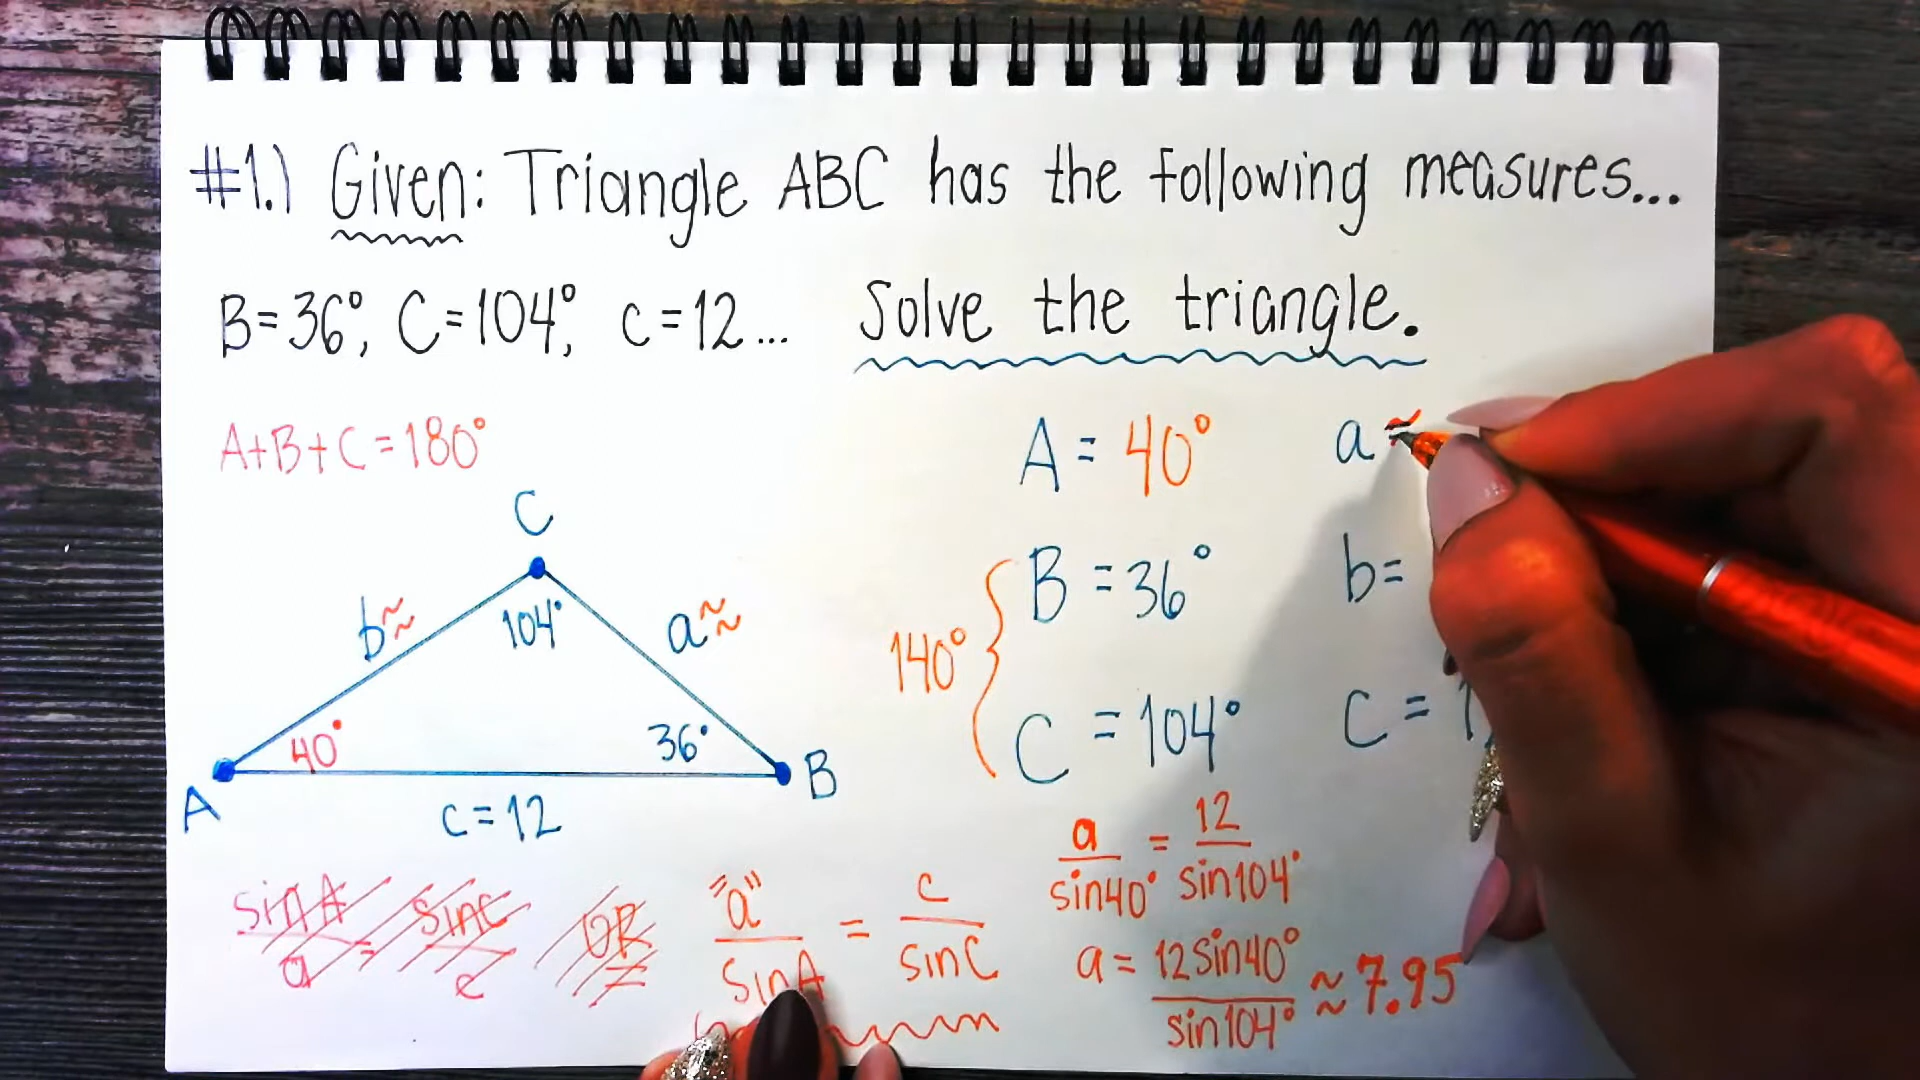 #1.) Given: Triangle ABC has the following measures...
B=36°, C=104°, c=12... Solve the triangle.
A+B+C=180°
A = 40° a ≈
B = 36° b=
140°
C = 104° c = 1
C
b≈ 104° a≈
40° 36°
A c=12 B
sinA/a = sinC/c OR "a"/sinA = c/sinC
a/sin40° = 12/sin104°
a = 12sin40°/sin104° ≈ 7.95